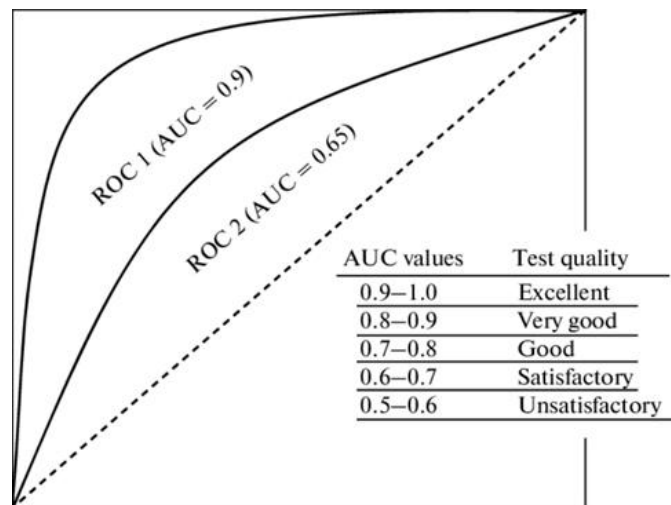 ROC 1 (AUC = 0.9)
ROC 2 (AUC = 0.65)
AUC values Test quality
0.9–1.0 Excellent
0.8–0.9 Very good
0.7–0.8 Good
0.6–0.7 Satisfactory
0.5–0.6 Unsatisfactory